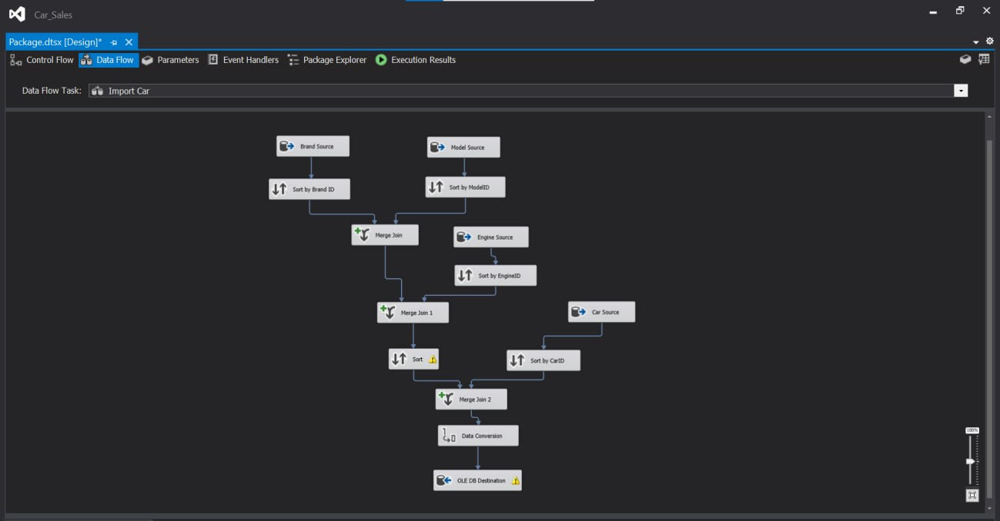 Car_Sales
Package.dtsx [Design]*
Control Flow Data Flow Parameters Event Handlers Package Explorer Execution Results
Data Flow Task: Import Car
Brand Source Model Source
Sort by Brand ID Sort by ModelID
Merge Join Engine Source
Sort by EngineID
Merge Join 1 Car Source
Sort Sort by CarID
Merge Join 2
Data Conversion
OLE DB Destination
100%